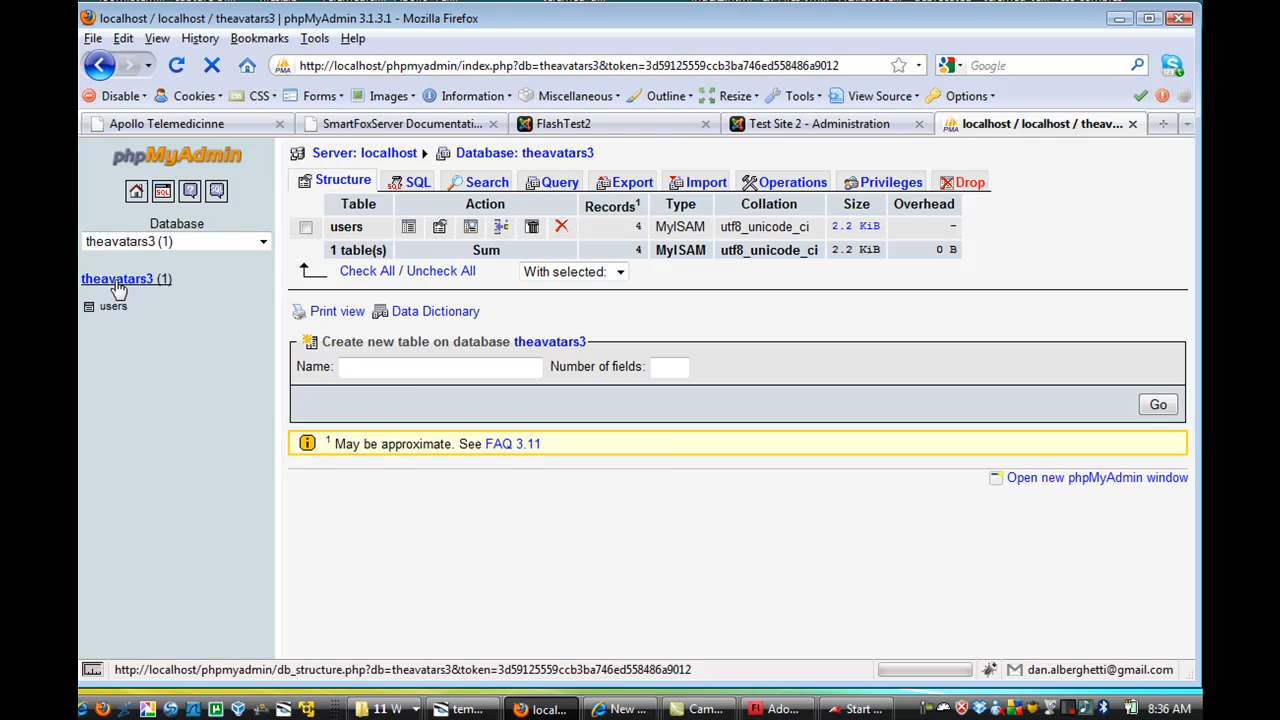 localhost / localhost / theavatars3 | phpMyAdmin 3.1.3.1 - Mozilla Firefox
File Edit View History Bookmarks Tools Help
http://localhost/phpmyadmin/index.php?db=theavatars3&token=3d59125559ccb3ba746ed558486a9012
Google
Disable Cookies CSS Forms Images Information Miscellaneous Outline Resize Tools View Source Options
Apollo Telemedicinne
SmartFoxServer Documentati...
FlashTest2
Test Site 2 - Administration
localhost / localhost / theav...
phpMyAdmin
Database
theavatars3 (1)
theavatars3 (1)
users
Server: localhost Database: theavatars3
Structure SQL Search Query Export Import Operations Privileges Drop
Table Action Records1 Type Collation Size Overhead
users 4 MyISAM utf8_unicode_ci 2.2 KiB -
1 table(s) Sum 4 MyISAM utf8_unicode_ci 2.2 KiB 0 B
Check All / Uncheck All With selected:
Print view Data Dictionary
Create new table on database theavatars3
Name: Number of fields:
Go
1 May be approximate. See FAQ 3.11
Open new phpMyAdmin window
http://localhost/phpmyadmin/db_structure.php?db=theavatars3&token=3d59125559ccb3ba746ed558486a9012
dan.alberghetti@gmail.com
11 W tem... local... New ... Cam... Ado... Start ... 8:36 AM